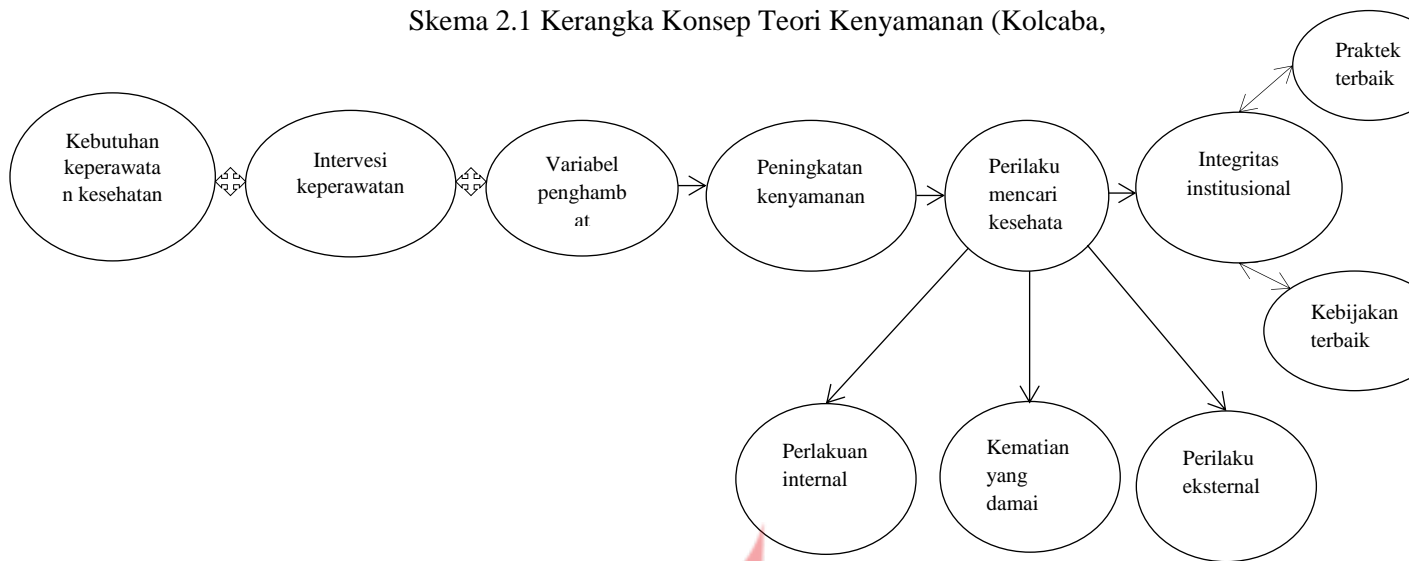 Skema 2.1 Kerangka Konsep Teori Kenyamanan (Kolcaba,
Praktek
terbaik
Kebutuhan
keperawata
n kesehatan
Intervesi
keperawatan
Variabel
penghamb
at
Peningkatan
kenyamanan
Perilaku
mencari
kesehata
Integritas
institusional
Kebijakan
terbaik
Perlakuan
internal
Kematian
yang
damai
Perilaku
eksternal